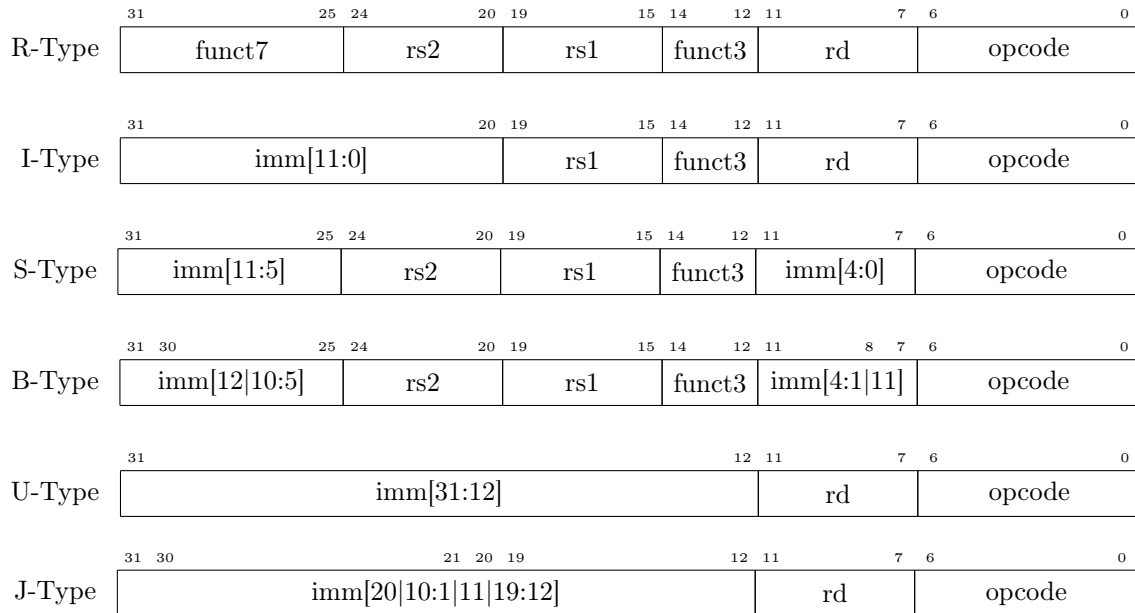 31 25 24 20 19 15 14 12 11 7 6 0
R-Type funct7 rs2 rs1 funct3 rd opcode
31 20 19 15 14 12 11 7 6 0
I-Type imm[11:0] rs1 funct3 rd opcode
31 25 24 20 19 15 14 12 11 7 6 0
S-Type imm[11:5] rs2 rs1 funct3 imm[4:0] opcode
31 30 25 24 20 19 15 14 12 11 8 7 6 0
B-Type imm[12|10:5] rs2 rs1 funct3 imm[4:1|11] opcode
31 12 11 7 6 0
U-Type imm[31:12] rd opcode
31 30 21 20 19 12 11 7 6 0
J-Type imm[20|10:1|11|19:12] rd opcode